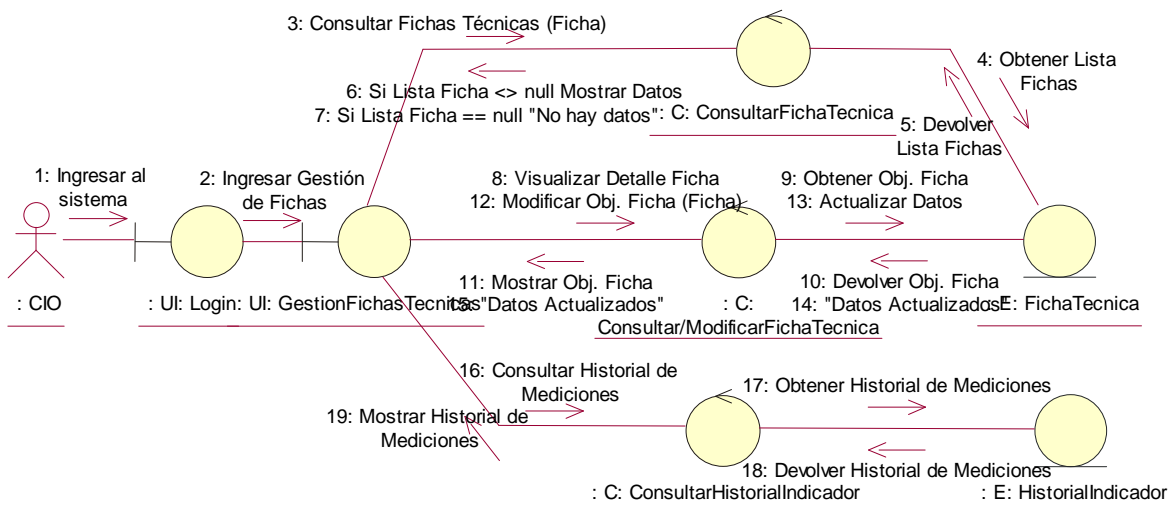 3: Consultar Fichas Técnicas (Ficha)
4: Obtener Lista
Fichas
6: Si Lista Ficha <> null Mostrar Datos
7: Si Lista Ficha == null "No hay datos"
: C: ConsultarFichaTecnica
5: Devolver
Lista Fichas
1: Ingresar al
sistema
2: Ingresar Gestión
de Fichas
8: Visualizar Detalle Ficha
12: Modificar Obj. Ficha (Ficha)
9: Obtener Obj. Ficha
13: Actualizar Datos
11: Mostrar Obj. Ficha
15: "Datos Actualizados"
10: Devolver Obj. Ficha
14: "Datos Actualizados"
: CIO
: UI: Login
: UI: GestionFichasTecnicas
: C:
Consultar/ModificarFichaTecnica
: E: FichaTecnica
16: Consultar Historial de
Mediciones
17: Obtener Historial de Mediciones
19: Mostrar Historial de
Mediciones
18: Devolver Historial de Mediciones
: C: ConsultarHistorialIndicador
: E: HistorialIndicador